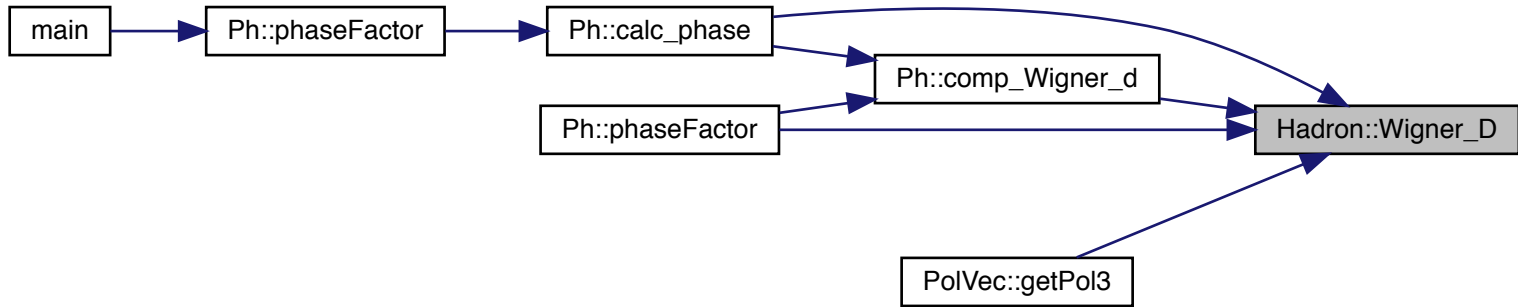 main
Ph::phaseFactor
Ph::calc_phase
Ph::comp_Wigner_d
Ph::phaseFactor
Hadron::Wigner_D
PolVec::getPol3